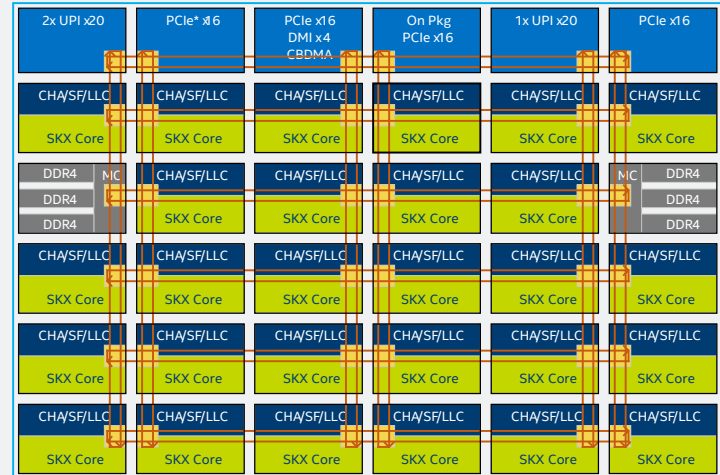 2x UPI x20
PCIe* x16
PCIe x16
DMI x4
CBDMA
On Pkg
PCIe x16
1x UPI x20
PCIe x16
CHA/SF/LLC
CHA/SF/LLC
CHA/SF/LLC
CHA/SF/LLC
CHA/SF/LLC
CHA/SF/LLC
SKX Core
SKX Core
SKX Core
SKX Core
SKX Core
SKX Core
DDR4
MC
DDR4
DDR4
CHA/SF/LLC
CHA/SF/LLC
CHA/SF/LLC
CHA/SF/LLC
SKX Core
SKX Core
SKX Core
SKX Core
MC
DDR4
DDR4
DDR4
CHA/SF/LLC
CHA/SF/LLC
CHA/SF/LLC
CHA/SF/LLC
CHA/SF/LLC
CHA/SF/LLC
SKX Core
SKX Core
SKX Core
SKX Core
SKX Core
SKX Core
CHA/SF/LLC
CHA/SF/LLC
CHA/SF/LLC
CHA/SF/LLC
CHA/SF/LLC
CHA/SF/LLC
SKX Core
SKX Core
SKX Core
SKX Core
SKX Core
SKX Core
CHA/SF/LLC
CHA/SF/LLC
CHA/SF/LLC
CHA/SF/LLC
CHA/SF/LLC
CHA/SF/LLC
SKX Core
SKX Core
SKX Core
SKX Core
SKX Core
SKX Core